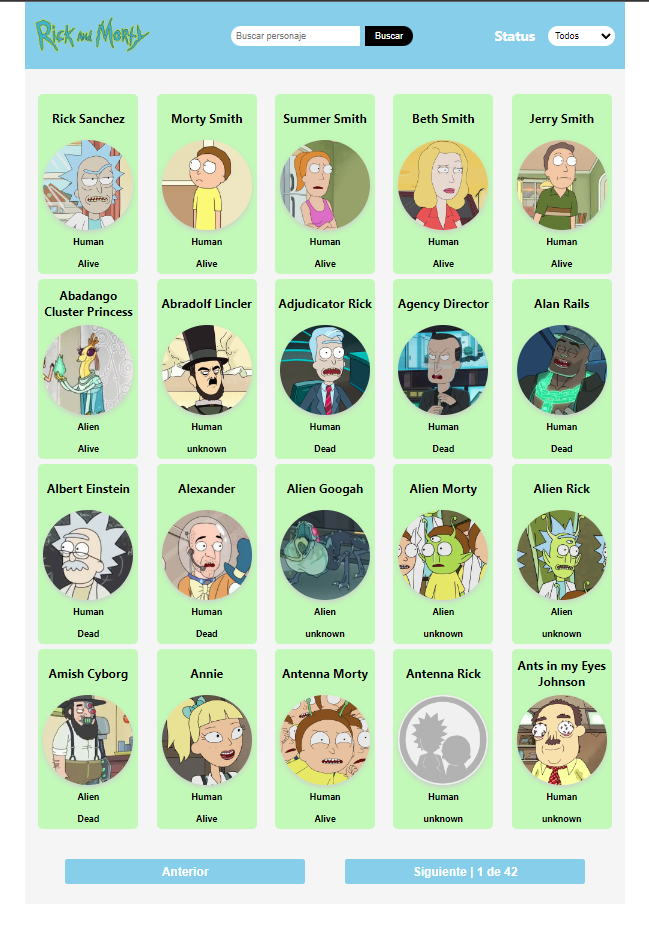 Rick and Morty
Buscar personaje
Buscar
Status
Todos
Rick Sanchez
Human
Alive
Morty Smith
Human
Alive
Summer Smith
Human
Alive
Beth Smith
Human
Alive
Jerry Smith
Human
Alive
Abadango
Cluster Princess
Alien
Alive
Abradolf Lincler
Human
unknown
Adjudicator Rick
Human
Dead
Agency Director
Human
Dead
Alan Rails
Human
Dead
Albert Einstein
Human
Dead
Alexander
Human
Dead
Alien Googah
Alien
unknown
Alien Morty
Alien
unknown
Alien Rick
Alien
unknown
Amish Cyborg
Alien
Dead
Annie
Human
Alive
Antenna Morty
Human
Alive
Antenna Rick
Human
unknown
Ants in my Eyes
Johnson
Human
unknown
Anterior
Siguiente | 1 de 42